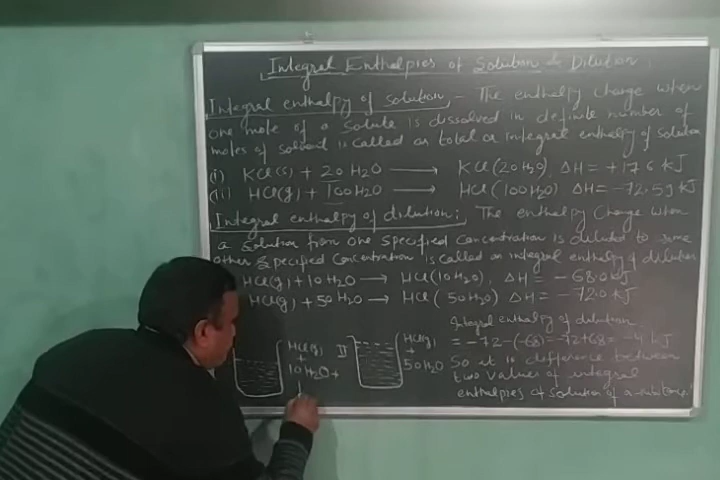 Integral Enthalpies of Solution & Dilution:
Integral enthalpy of solution:- The enthalpy change when
one mole of a solute is dissolved in definite number of
moles of solvent is called as total or integral enthalpy of solution
(i) KCl(s) + 20 H2O → KCl(20H2O), ΔH = +17.6 kJ
(ii) HCl(g) + 100H2O → HCl(100H2O) ΔH = -72.59 kJ
Integral enthalpy of dilution: The enthalpy Change when
a Solution from one specified concentration is diluted to some
other specified concentration is called as integral enthalpy of dilution
HCl(g) + 10H2O → HCl(10H2O), ΔH = -68.0 kJ
HCl(g) + 50H2O → HCl(50H2O) ΔH = -72.0 kJ
HCl(g)
+
10H2O+
II
HCl(g)
+
50H2O
Integral enthalpy of dilution
= -72-(-68) = -72+68 = -4 kJ
So it is difference between
two values of integral
enthalpies of solution of a